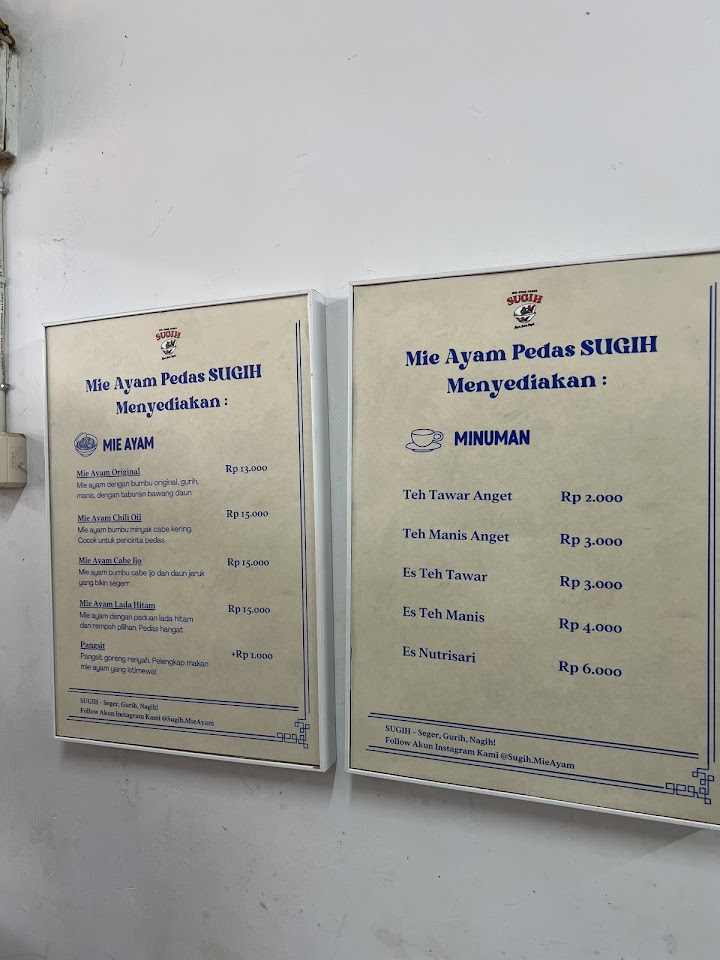 MIE AYAM PEDAS
SUGIH
Mie Ayam Pedas SUGIH
Menyediakan :
MIE AYAM
Mie Ayam Original Rp 13.000
Mie ayam dengan bumbu original, gurih,
manis, dengan taburan bawang daun
Mie Ayam Chili Oil Rp 15.000
Mie ayam bumbu minyak cabe kering.
Cocok untuk pencinta pedas
Mie Ayam Cabe Ijo Rp 15.000
Mie ayam bumbu cabe ijo dan daun jeruk
yang bikin segerr
Mie Ayam Lada Hitam Rp 15.000
Mie ayam dengan paduan lada hitam
dan rempah pilihan. Pedas hangat
Pangsit +Rp 1.000
Pangsit goreng renyah. Pelengkap makan
mie ayam yang istimewa!
SUGIH - Seger, Gurih, Nagih!
Follow Akun Instagram Kami @Sugih.MieAyam
MIE AYAM PEDAS
SUGIH
Mie Ayam Pedas SUGIH
Menyediakan :
MINUMAN
Teh Tawar Anget Rp 2.000
Teh Manis Anget Rp 3.000
Es Teh Tawar Rp 3.000
Es Teh Manis Rp 4.000
Es Nutrisari Rp 6.000
SUGIH - Seger, Gurih, Nagih!
Follow Akun Instagram Kami @Sugih.MieAyam